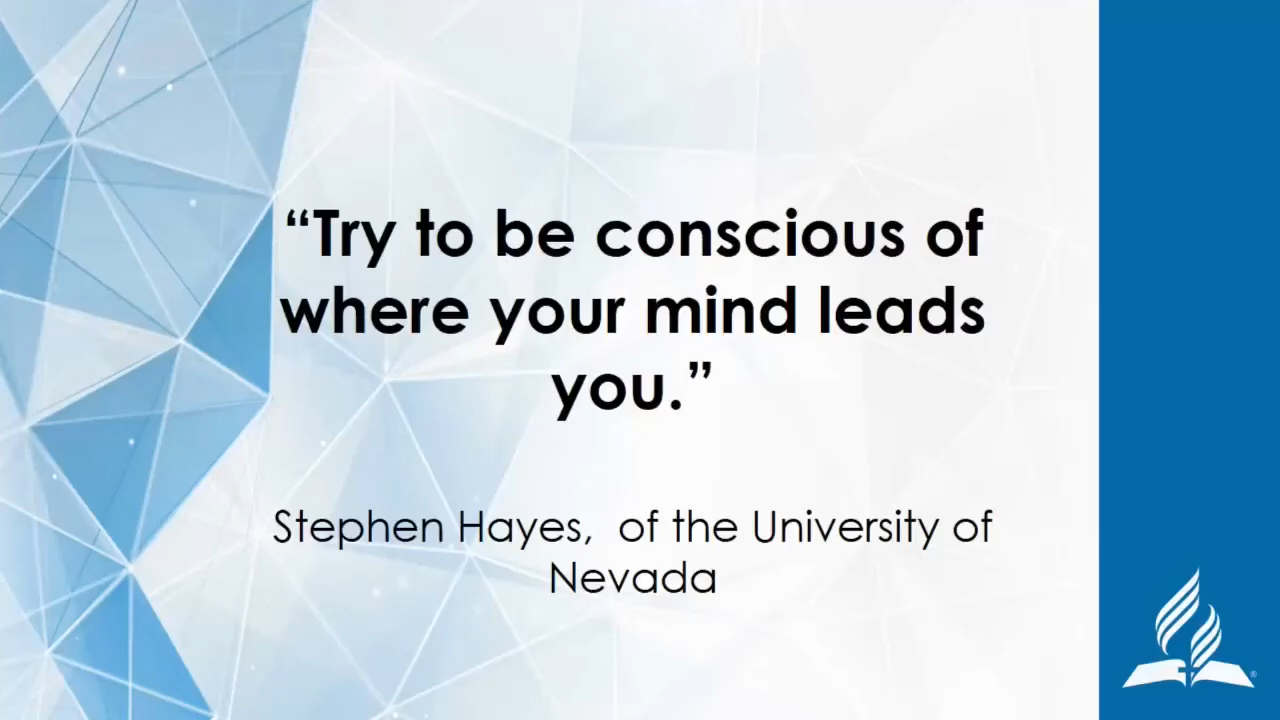 “Try to be conscious of
where your mind leads
you.”
Stephen Hayes,  of the University of
Nevada
®